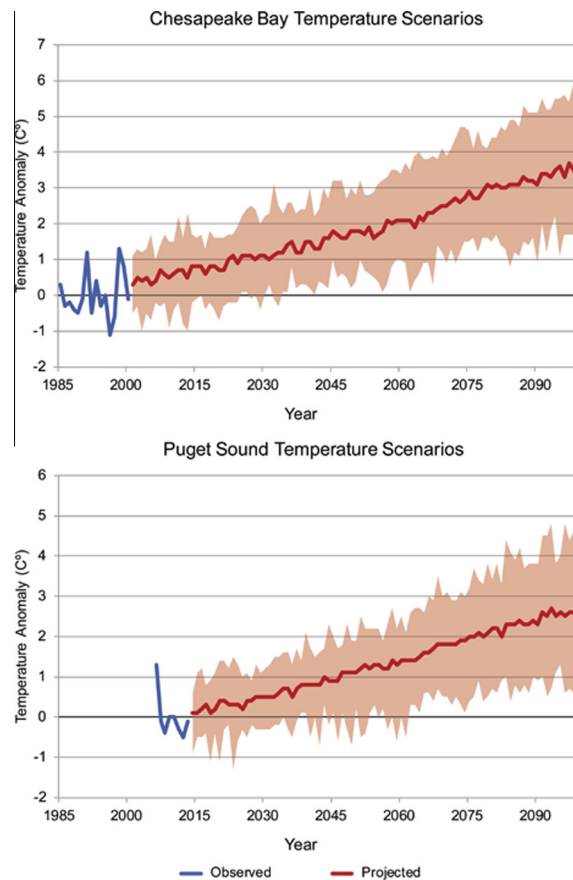 Chesapeake Bay Temperature Scenarios
Temperature Anomaly (C°)
7
6
5
4
3
2
1
0
-1
-2
1985 2000 2015 2030 2045 2060 2075 2090
Year
Puget Sound Temperature Scenarios
Temperature Anomaly (C°)
6
5
4
3
2
1
0
-1
-2
1985 2000 2015 2030 2045 2060 2075 2090
Year
Observed Projected